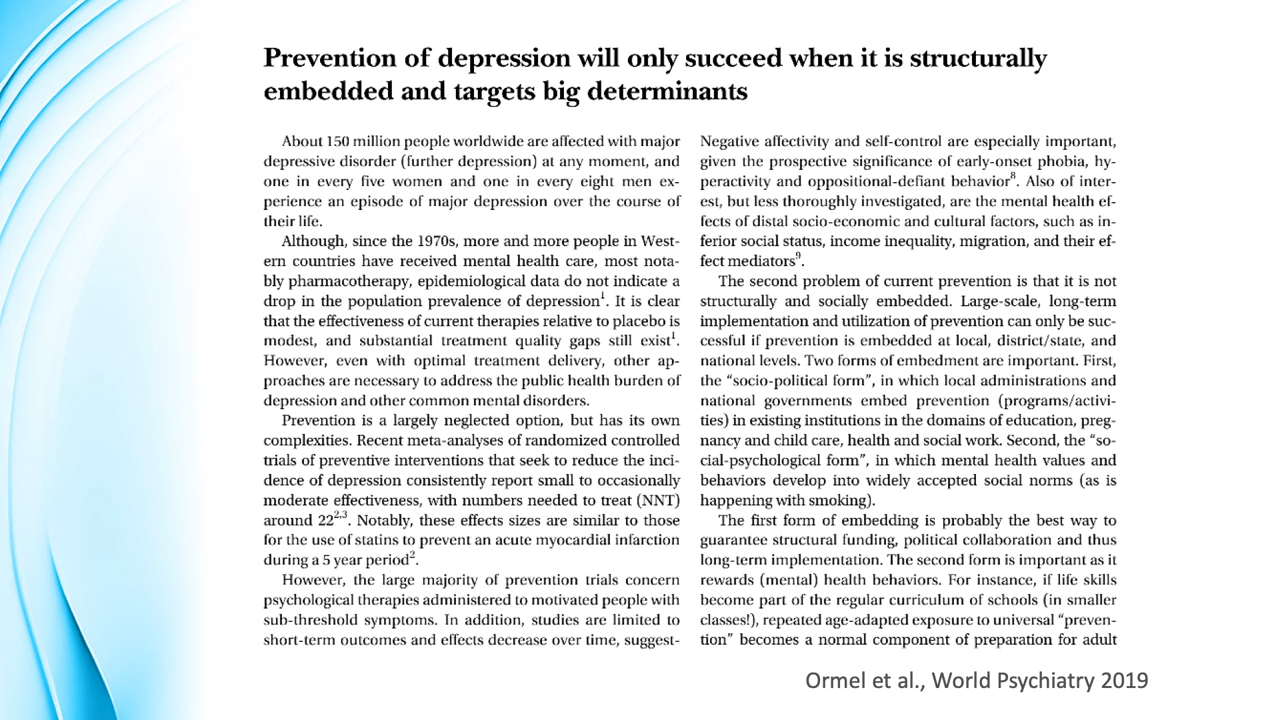 Prevention of depression will only succeed when it is structurally
embedded and targets big determinants
About 150 million people worldwide are affected with major
depressive disorder (further depression) at any moment, and
one in every five women and one in every eight men ex-
perience an episode of major depression over the course of
their life.
Although, since the 1970s, more and more people in West-
ern countries have received mental health care, most nota-
bly pharmacotherapy, epidemiological data do not indicate a
drop in the population prevalence of depression¹. It is clear
that the effectiveness of current therapies relative to placebo is
modest, and substantial treatment quality gaps still exist¹.
However, even with optimal treatment delivery, other ap-
proaches are necessary to address the public health burden of
depression and other common mental disorders.
Prevention is a largely neglected option, but has its own
complexities. Recent meta-analyses of randomized controlled
trials of preventive interventions that seek to reduce the inci-
dence of depression consistently report small to occasionally
moderate effectiveness, with numbers needed to treat (NNT)
around 22²,³. Notably, these effects sizes are similar to those
for the use of statins to prevent an acute myocardial infarction
during a 5 year period².
However, the large majority of prevention trials concern
psychological therapies administered to motivated people with
sub-threshold symptoms. In addition, studies are limited to
short-term outcomes and effects decrease over time, suggest-
Negative affectivity and self-control are especially important,
given the prospective significance of early-onset phobia, hy-
peractivity and oppositional-defiant behavior⁸. Also of inter-
est, but less thoroughly investigated, are the mental health ef-
fects of distal socio-economic and cultural factors, such as in-
ferior social status, income inequality, migration, and their ef-
fect mediators⁹.
The second problem of current prevention is that it is not
structurally and socially embedded. Large-scale, long-term
implementation and utilization of prevention can only be suc-
cessful if prevention is embedded at local, district/state, and
national levels. Two forms of embedment are important. First,
the “socio-political form”, in which local administrations and
national governments embed prevention (programs/activi-
ties) in existing institutions in the domains of education, preg-
nancy and child care, health and social work. Second, the “so-
cial-psychological form”, in which mental health values and
behaviors develop into widely accepted social norms (as is
happening with smoking).
The first form of embedding is probably the best way to
guarantee structural funding, political collaboration and thus
long-term implementation. The second form is important as it
rewards (mental) health behaviors. For instance, if life skills
become part of the regular curriculum of schools (in smaller
classes!), repeated age-adapted exposure to universal “preven-
tion” becomes a normal component of preparation for adult
Ormel et al., World Psychiatry 2019